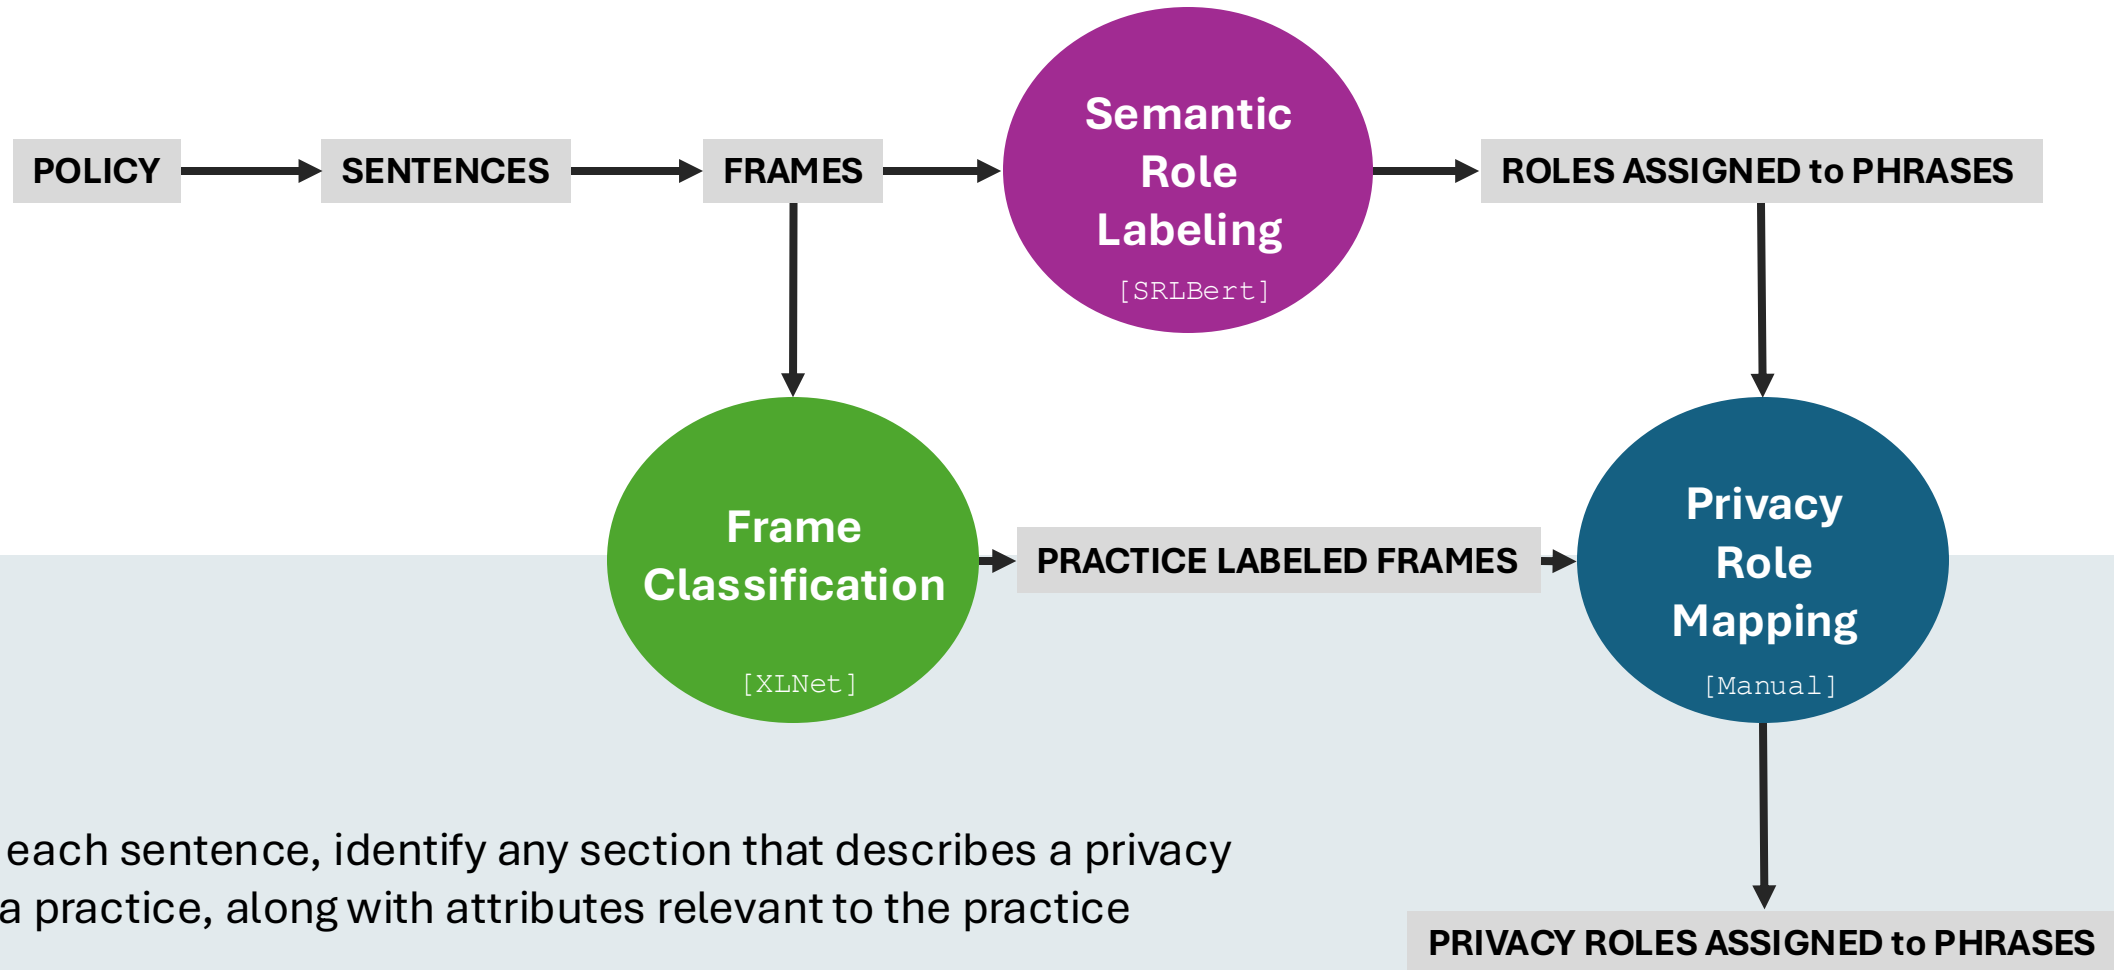 POLICY
SENTENCES
FRAMES
Semantic
Role
Labeling
[SRLBert]
ROLES ASSIGNED to PHRASES
Frame
Classification
[XLNet]
PRACTICE LABELED FRAMES
Privacy
Role
Mapping
[Manual]
each sentence, identify any section that describes a privacy
a practice, along with attributes relevant to the practice
PRIVACY ROLES ASSIGNED to PHRASES